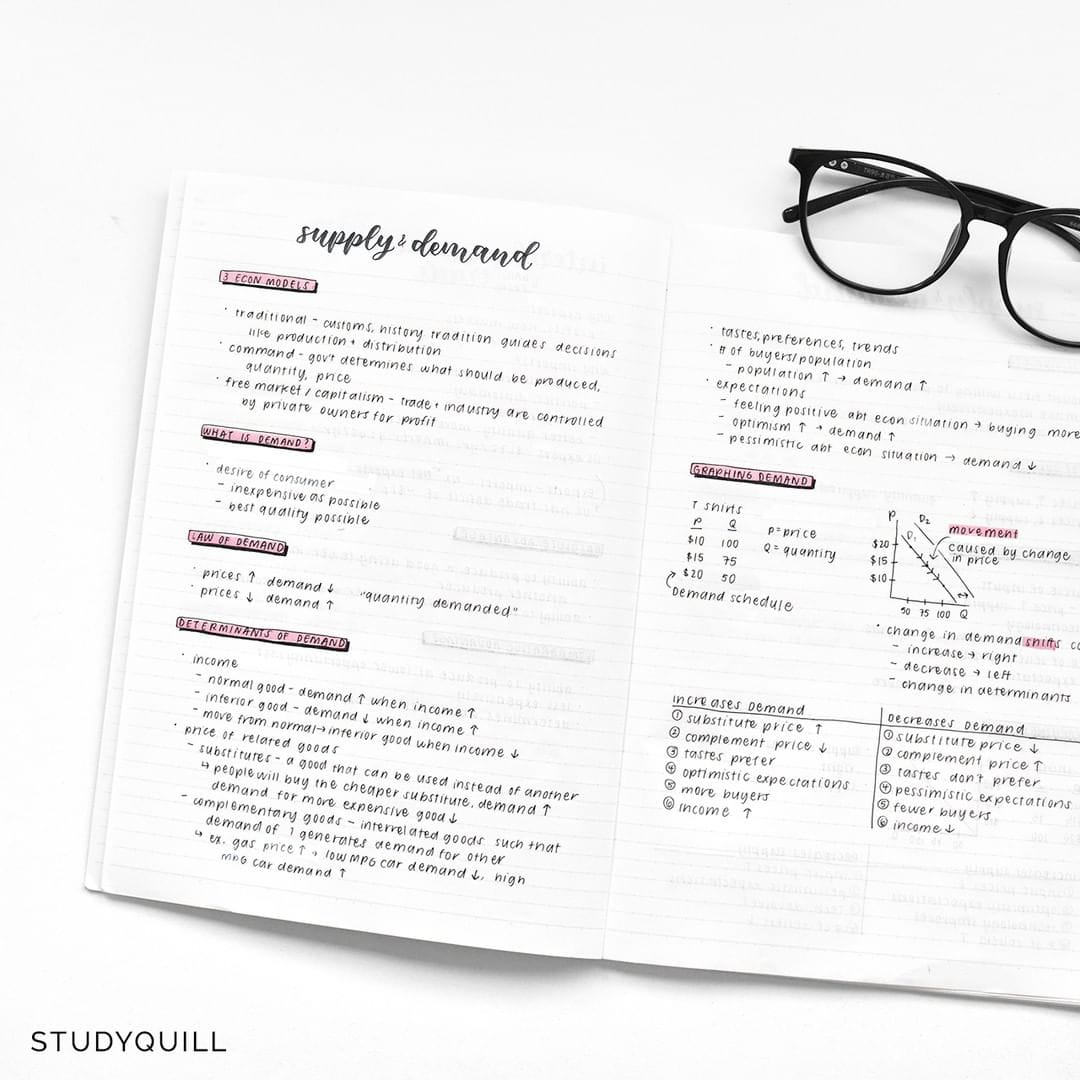 supply & demand
3 ECON MODELS
· traditional - customs, history tradition guides decisions
like production + distribution
· command - gov't determines what should be produced,
quantity, price
· free market / capitalism - trade + industry are controlled
by private owners for profit
WHAT IS DEMAND?
· desire of consumer
- inexpensive as possible
- best quality possible
LAW OF DEMAND
· prices ↑ demand ↓
· prices ↓ demand ↑ "quantity demanded"
DETERMINANTS OF DEMAND
· income
- normal good - demand ↑ when income ↑
- inferior good - demand ↓ when income ↑
- move from normal → inferior good when income ↓
· price of related goods
- substitutes - a good that can be used instead of another
↳ people will buy the cheaper substitute, demand ↑
demand for more expensive good ↓
- complementary goods - interrelated goods such that
demand of 1 generates demand for other
↳ ex. gas price ↑ → low MPG car demand ↓, high
MPG car demand ↑
· tastes, preferences, trends
· # of buyers/population
- population ↑ → demand ↑
· expectations
- feeling positive abt econ situation → buying more
- optimism ↑ → demand ↑
- pessimistic abt econ situation → demand ↓
GRAPHING DEMAND
T shirts
P Q
$10 100
$15 75
$20 50
Demand schedule
P = price
Q = quantity
P
D1 D2
$20
$15
$10
50 75 100 Q
movement
caused by change
in price
· change in demand shifts
- increase → right
- decrease → left
- change in determinants
Increases Demand
① substitute price ↑
② complement price ↓
③ tastes prefer
④ optimistic expectations
⑤ more buyers
⑥ income ↑
Decreases Demand
① substitute price ↓
② complement price ↑
③ tastes don't prefer
④ pessimistic expectations
⑤ fewer buyers
⑥ income ↓
STUDYQUILL